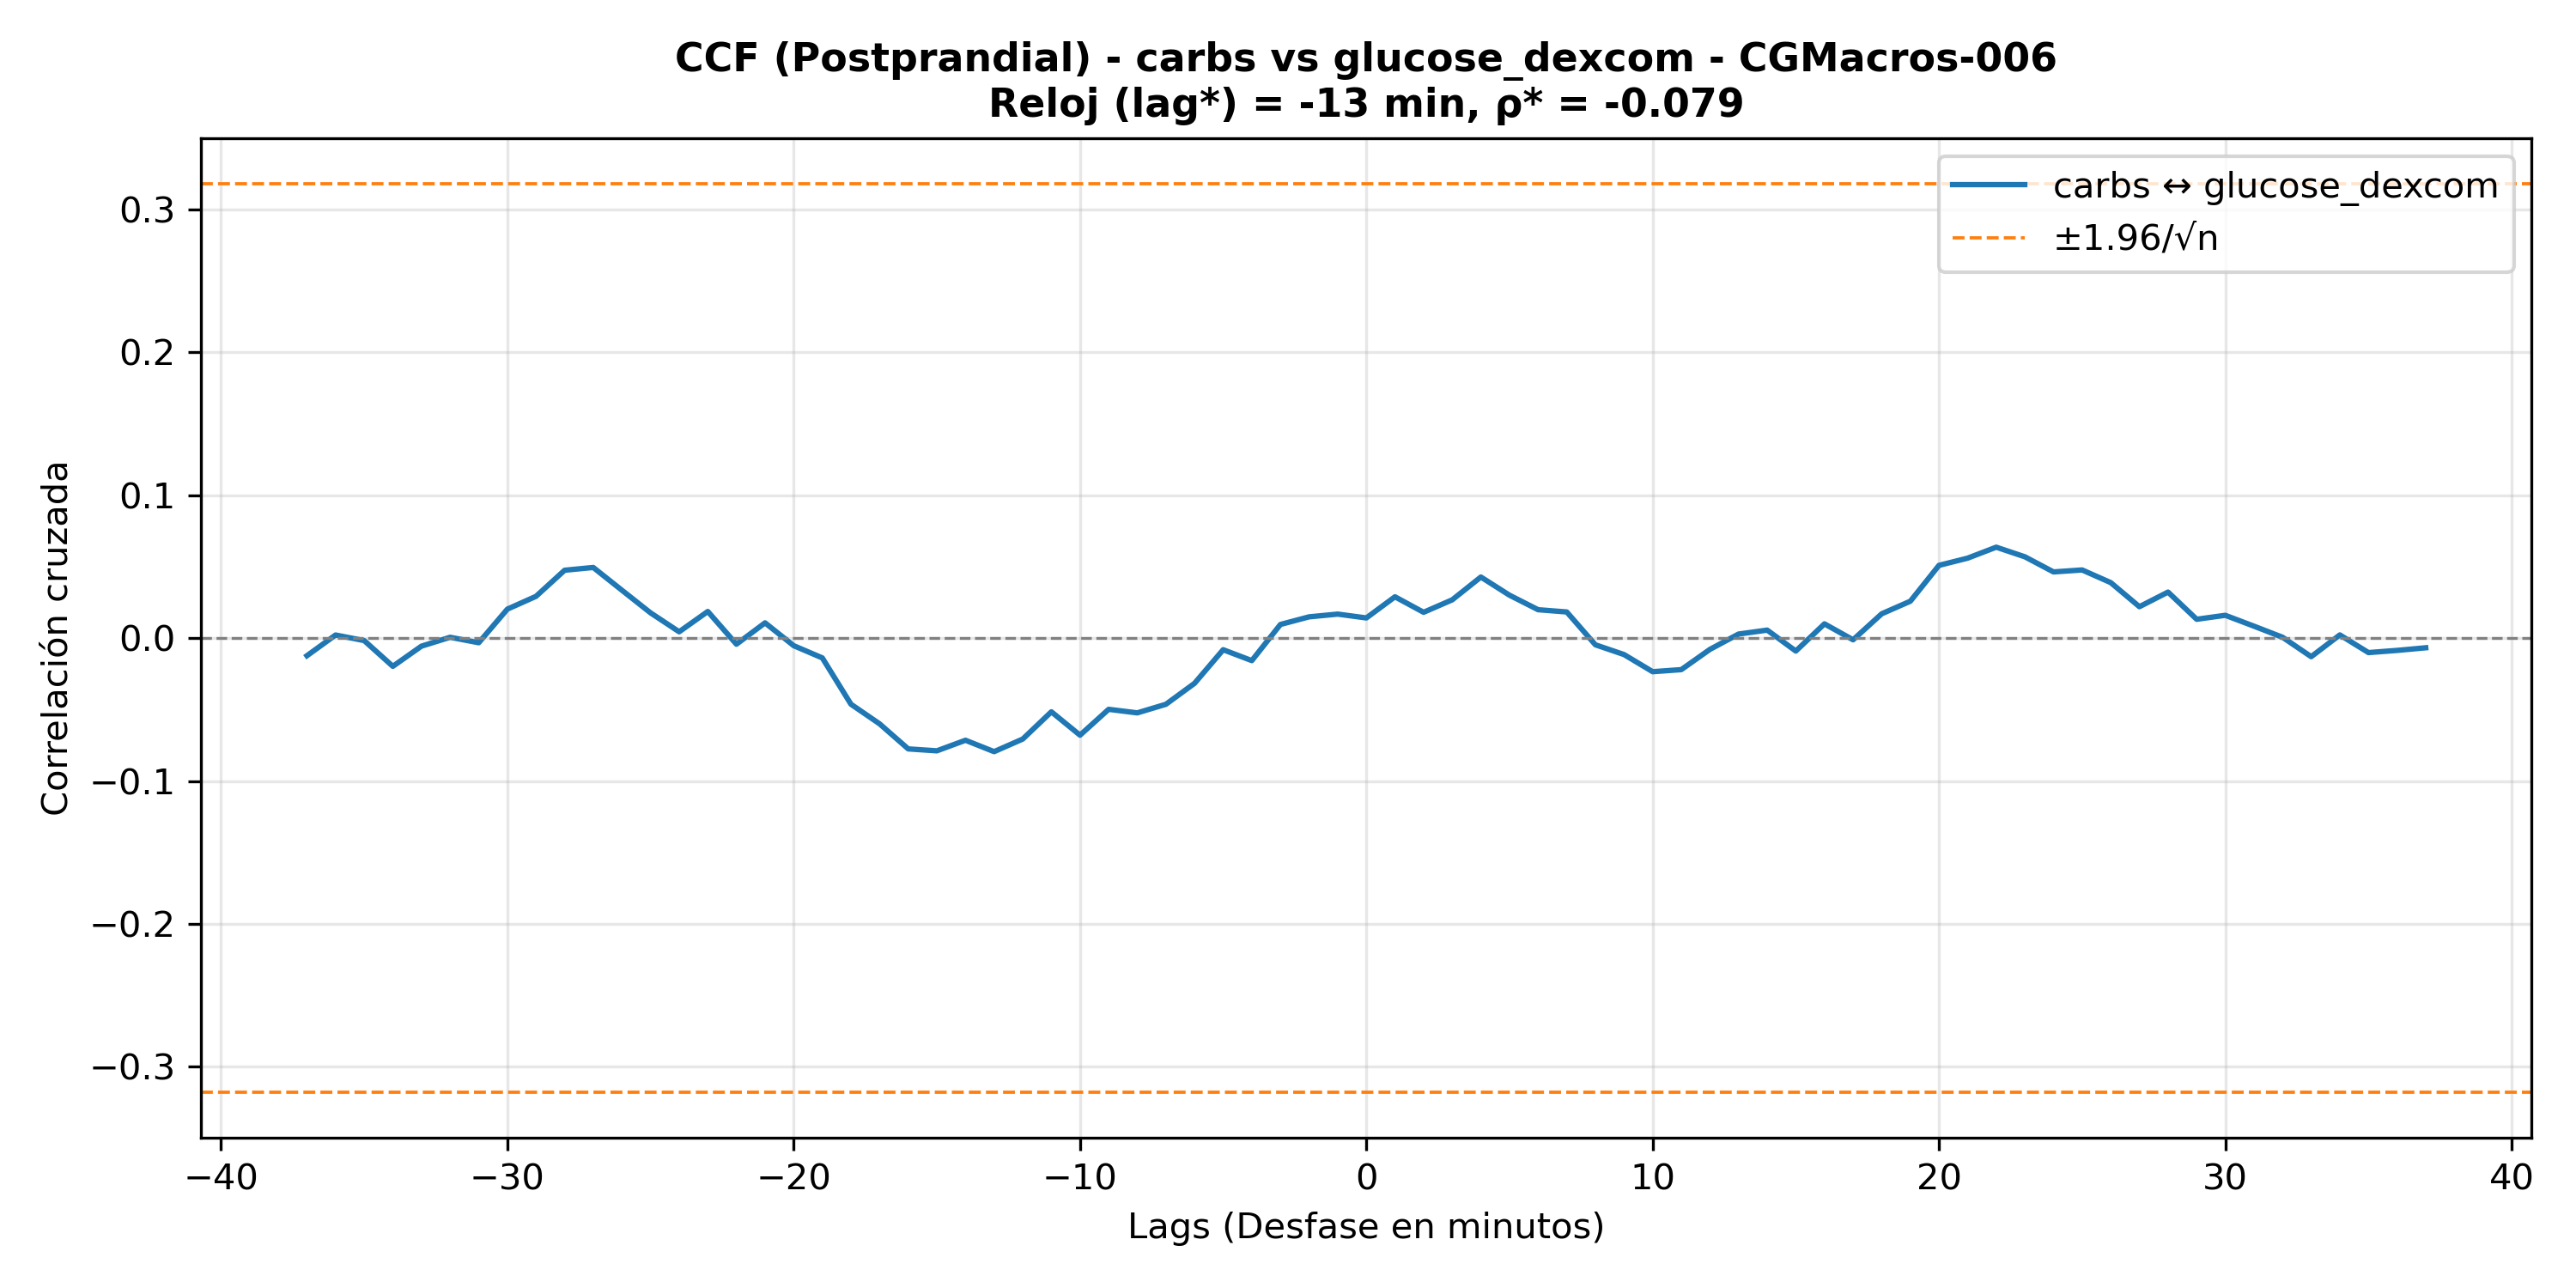 CCF (Postprandial) - carbs vs glucose_dexcom - CGMacros-006
Reloj (lag*) = -13 min, ρ* = -0.079
carbs ↔ glucose_dexcom
±1.96/√n
Correlación cruzada
0.3
0.2
0.1
0.0
−0.1
−0.2
−0.3
−40 −30 −20 −10 0 10 20 30 40
Lags (Desfase en minutos)